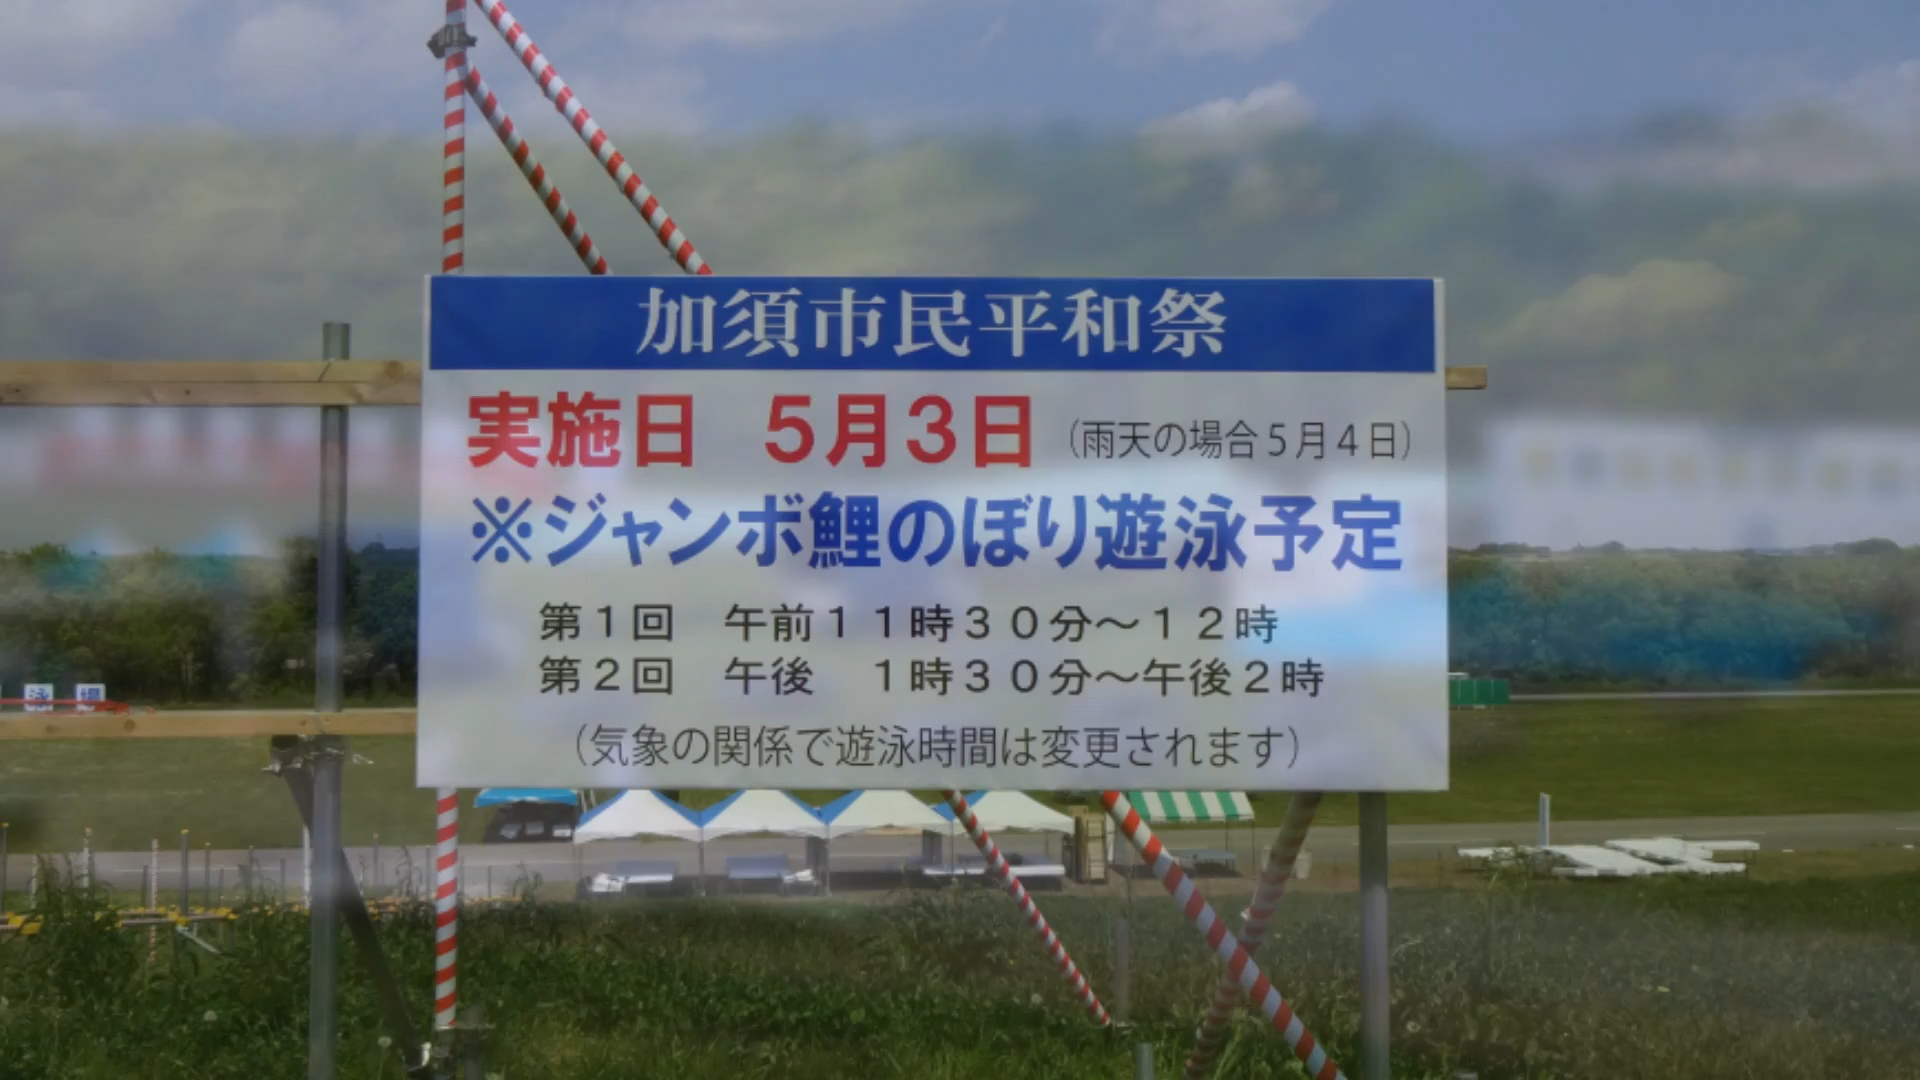 加須市民平和祭
実施日　5月3日（雨天の場合5月4日）
※ジャンボ鯉のぼり遊泳予定
第1回　午前11時30分～12時
第2回　午後　1時30分～午後2時
（気象の関係で遊泳時間は変更されます）
泳 場